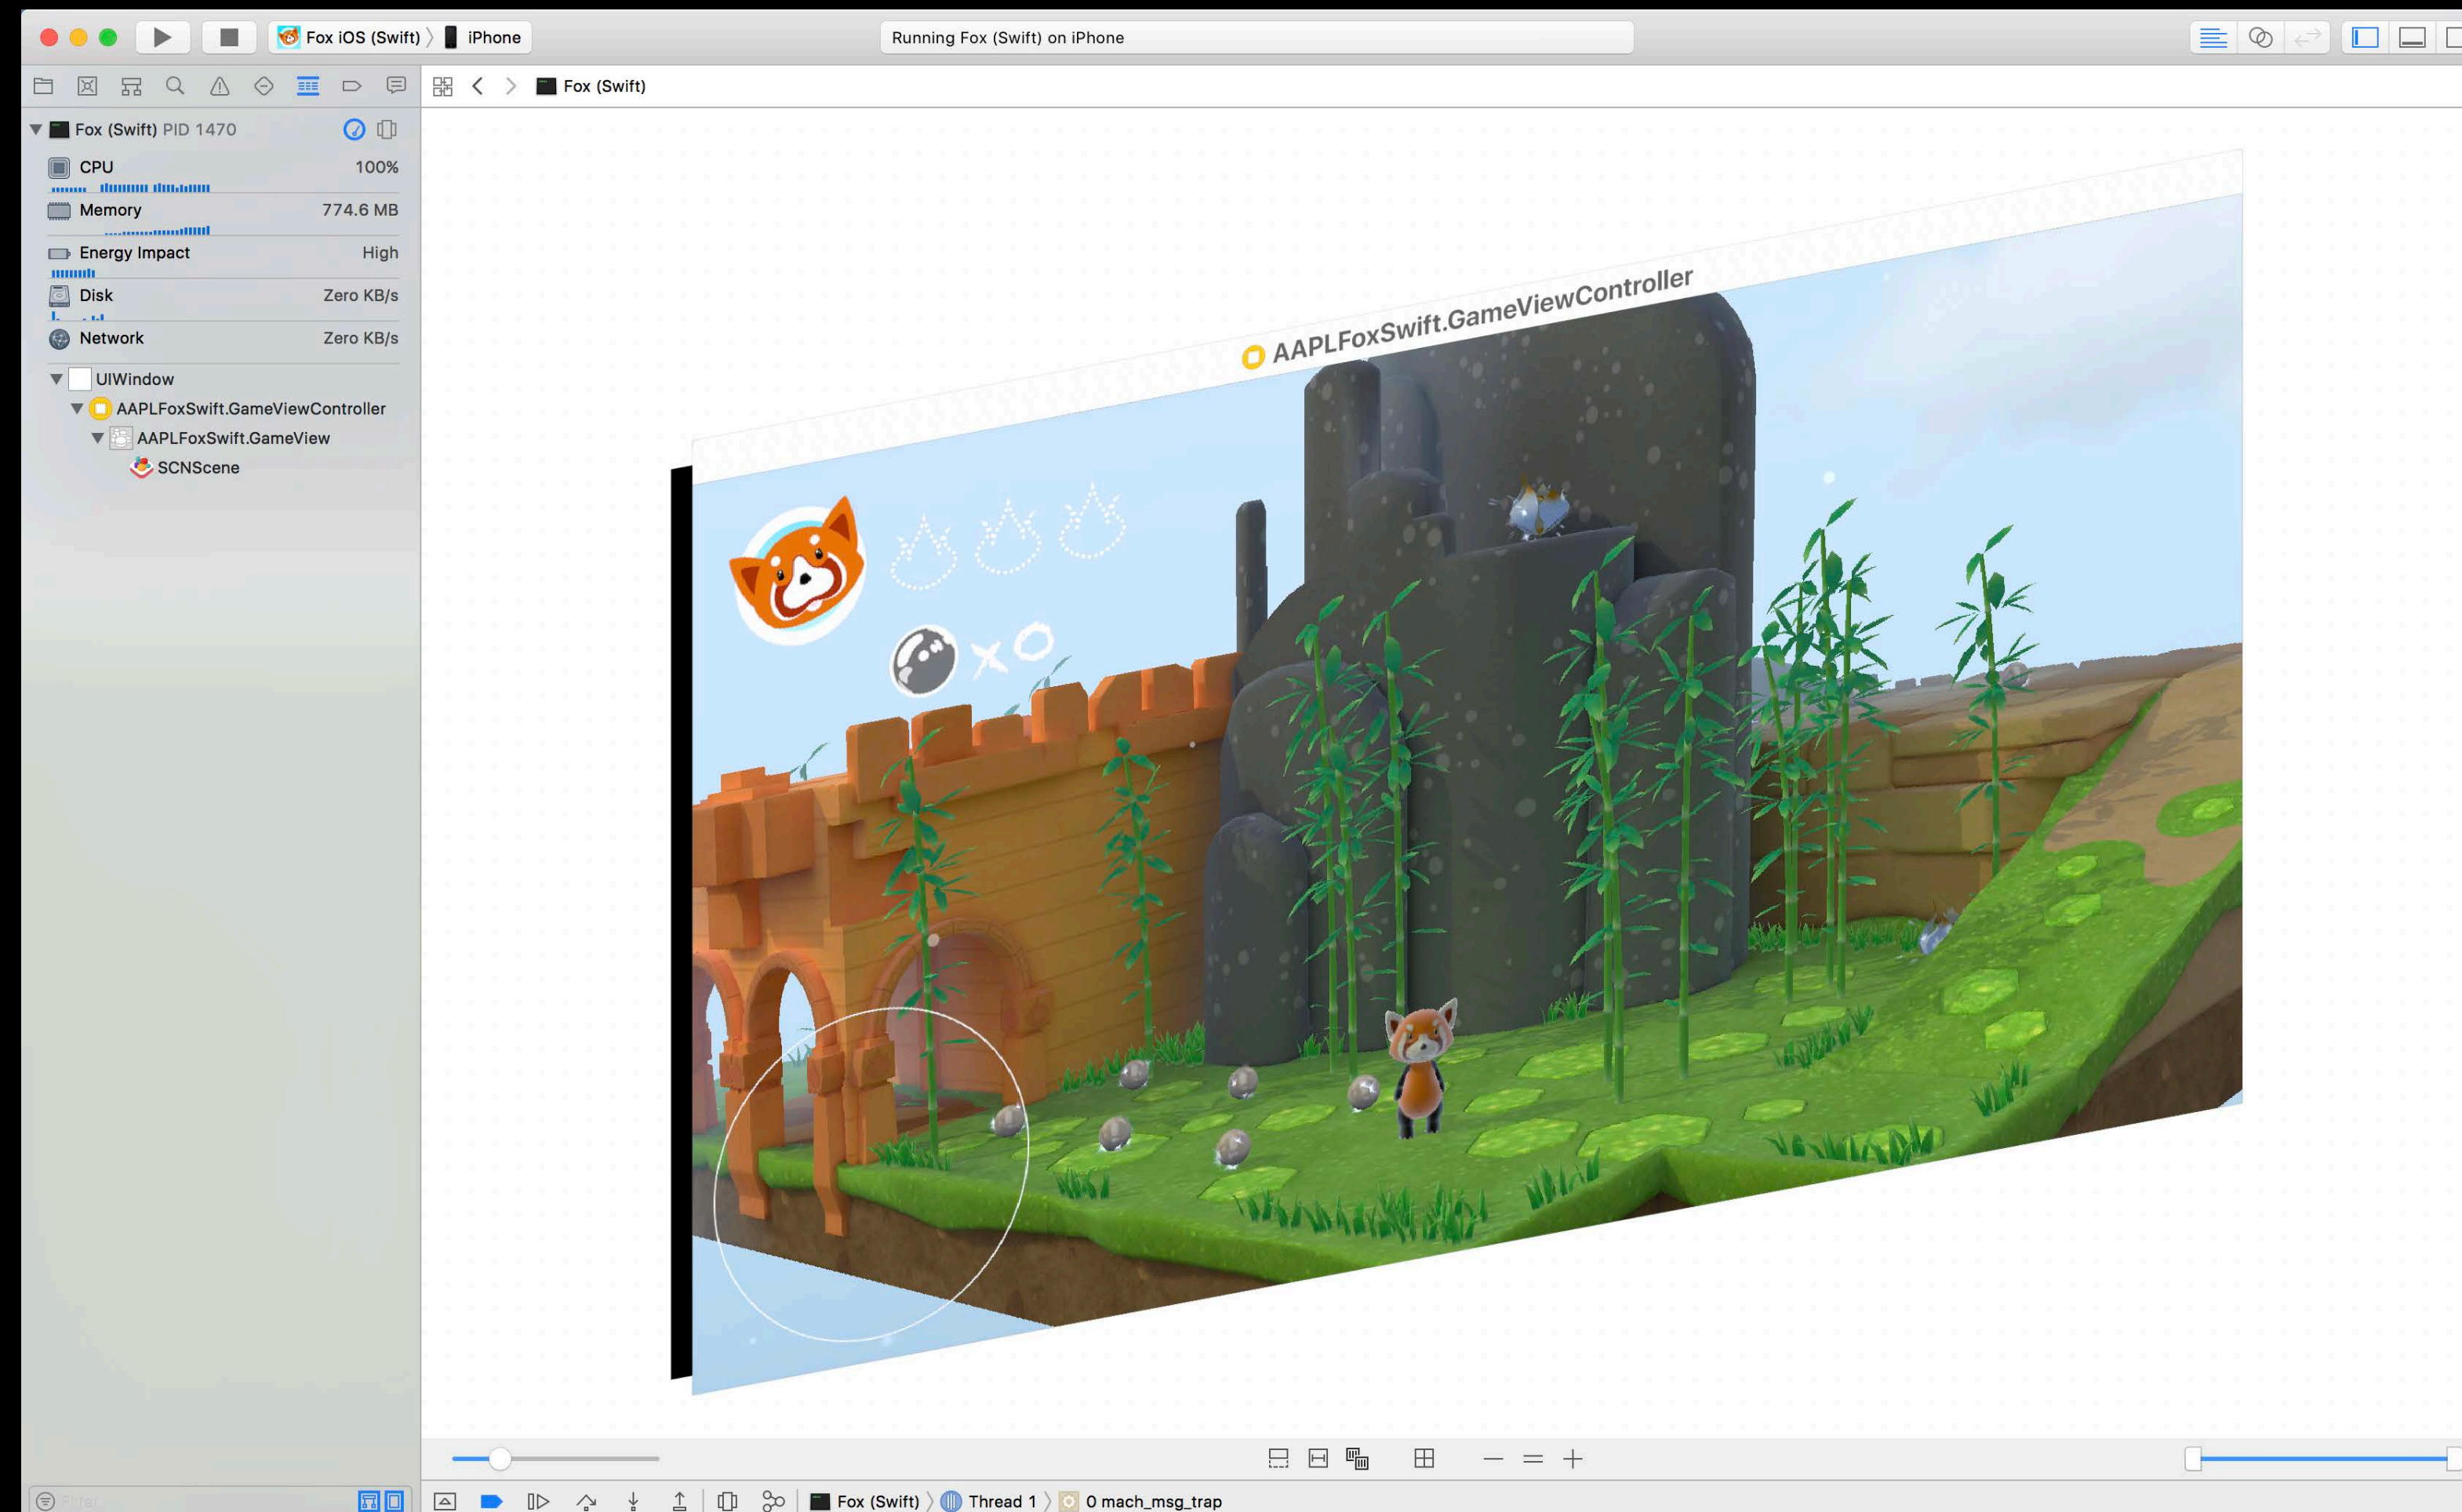 Fox iOS (Swift) iPhone
Running Fox (Swift) on iPhone
Fox (Swift)
Fox (Swift) PID 1470
CPU 100%
Memory 774.6 MB
Energy Impact High
Disk Zero KB/s
Network Zero KB/s
UIWindow
AAPLFoxSwift.GameViewController
AAPLFoxSwift.GameView
SCNScene
AAPLFoxSwift.GameViewController
x0
Filter
Fox (Swift) Thread 1 0 mach_msg_trap